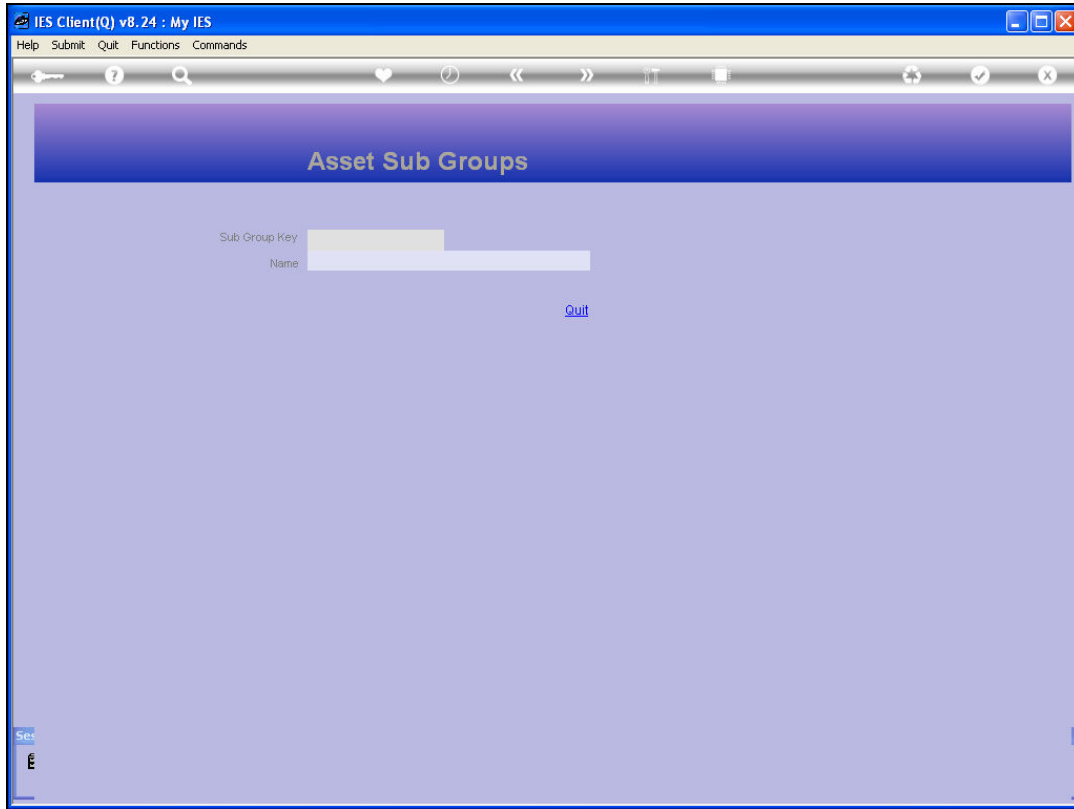 IES Client(Q) v8.24 : My IES
Help Submit Quit Functions Commands
Asset Sub Groups
Sub Group Key
Name
Quit